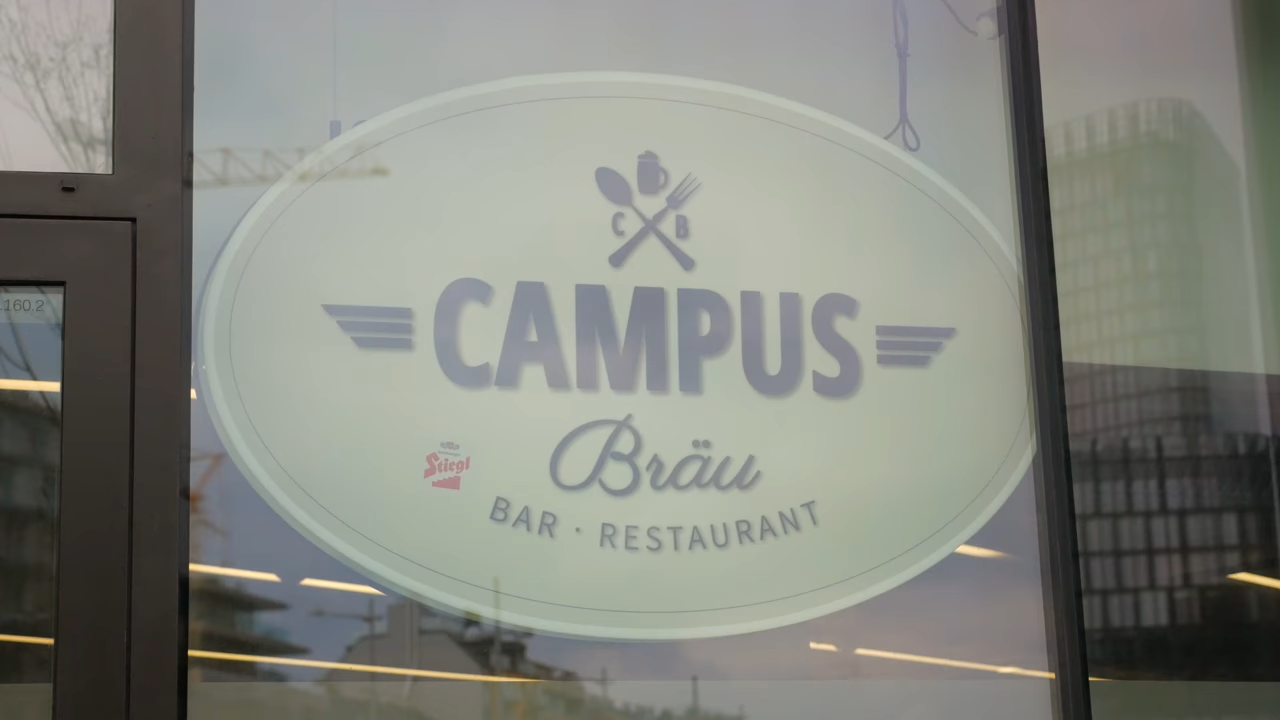 .160.2
C B
CAMPUS
Bräu
Stiegl
BAR · RESTAURANT